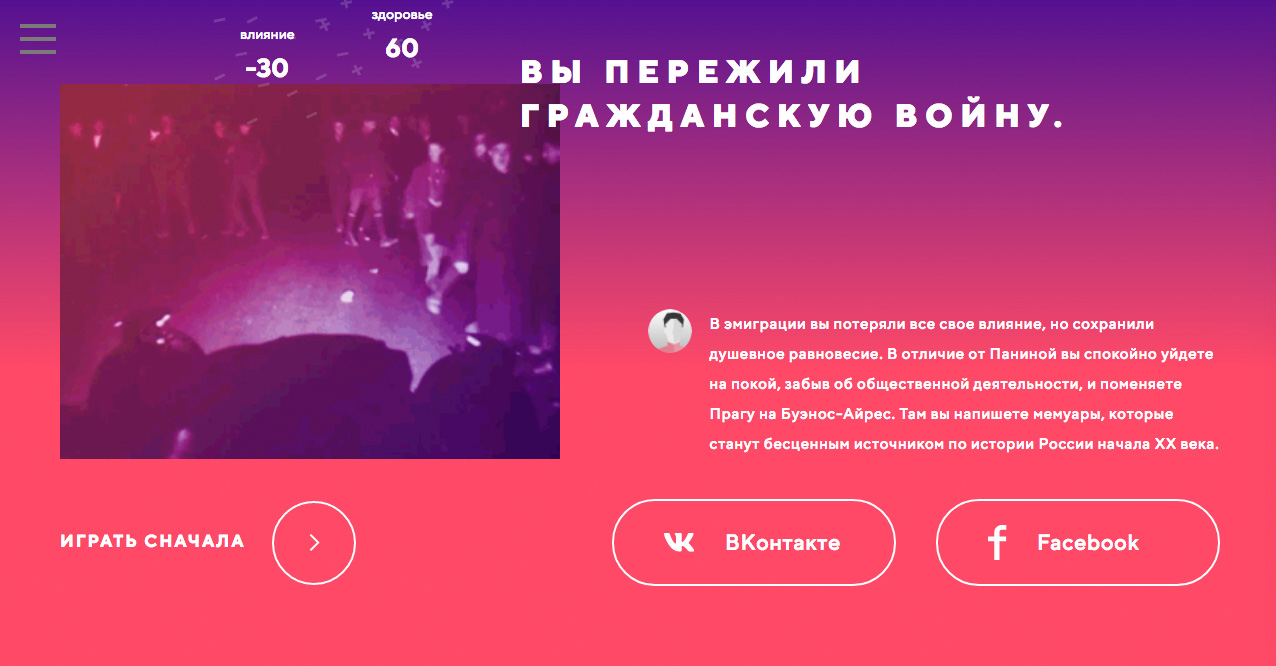 здоровье
влияние
60
-30
ВЫ ПЕРЕЖИЛИ
ГРАЖДАНСКУЮ ВОЙНУ.
В эмиграции вы потеряли все свое влияние, но сохранили
душевное равновесие. В отличие от Паниной вы спокойно уйдете
на покой, забыв об общественной деятельности, и поменяете
Прагу на Буэнос-Айрес. Там вы напишете мемуары, которые
станут бесценным источником по истории России начала XX века.
ИГРАТЬ СНАЧАЛА
ВКонтакте
Facebook